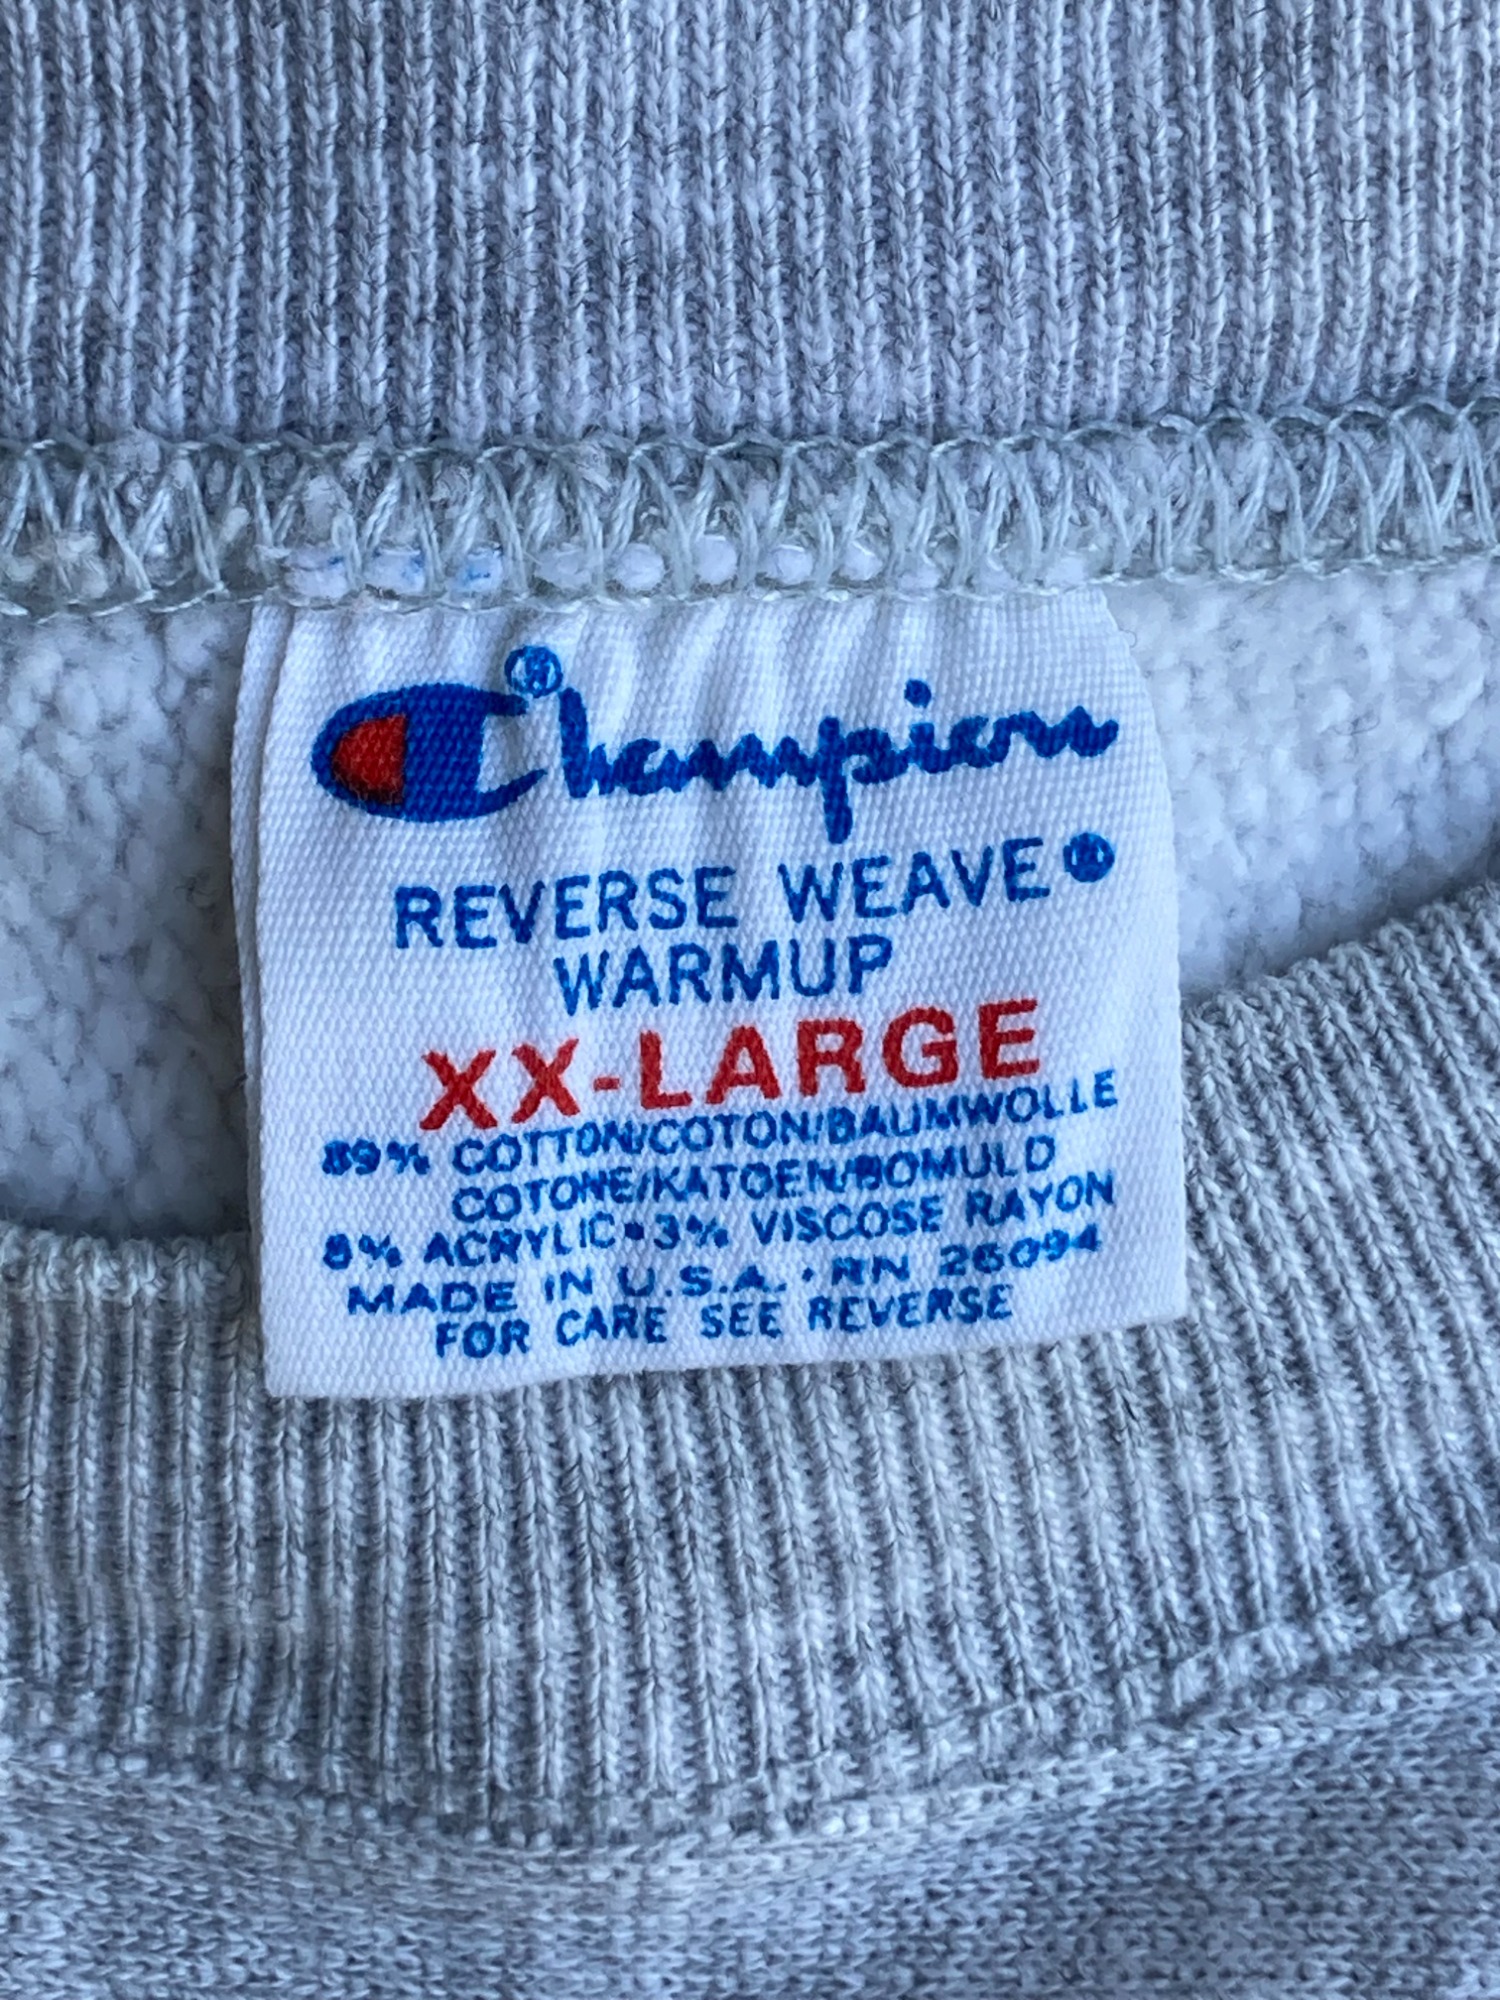 Champion®
REVERSE WEAVE®
WARMUP
XX-LARGE
89% COTTON/COTON/BAUMWOLLE
COTONE/KATOEN/BOMULD
8% ACRYLIC•3% VISCOSE RAYON
MADE IN U.S.A. • RN 26094
FOR CARE SEE REVERSE